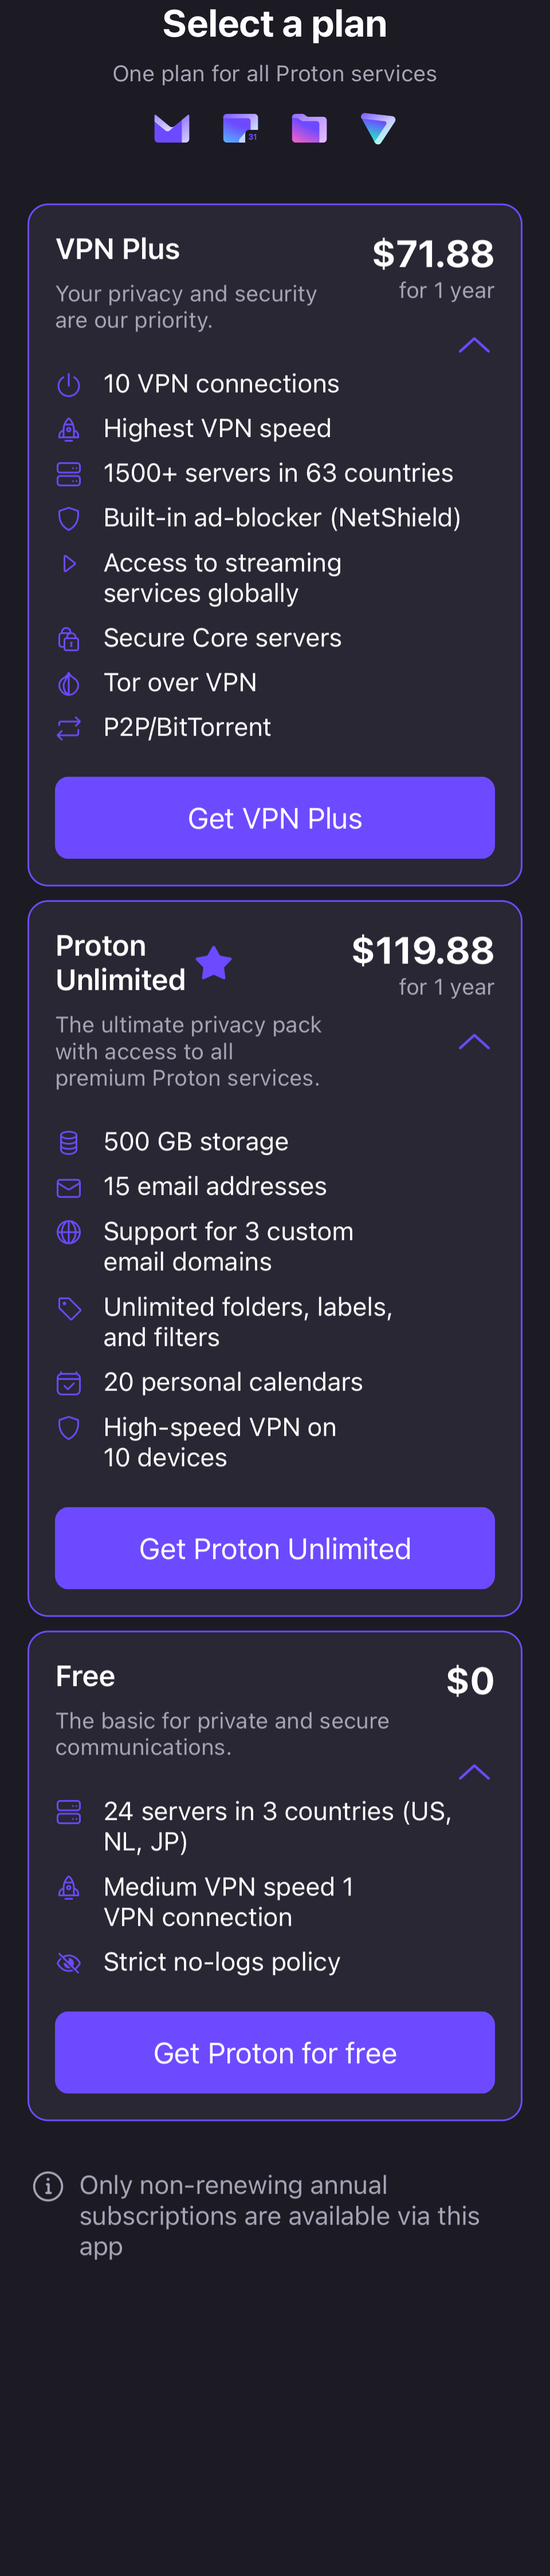 Select a plan
One plan for all Proton services
31
VPN Plus
$71.88
Your privacy and security
for 1 year
are our priority.
10 VPN connections
Highest VPN speed
1500+ servers in 63 countries
Built-in ad-blocker (NetShield)
Access to streaming
services globally
Secure Core servers
Tor over VPN
P2P/BitTorrent
Get VPN Plus
Proton
Unlimited
$119.88
for 1 year
The ultimate privacy pack
with access to all
premium Proton services.
500 GB storage
15 email addresses
Support for 3 custom
email domains
Unlimited folders, labels,
and filters
20 personal calendars
High-speed VPN on
10 devices
Get Proton Unlimited
Free
$0
The basic for private and secure
communications.
24 servers in 3 countries (US,
NL, JP)
Medium VPN speed 1
VPN connection
Strict no-logs policy
Get Proton for free
Only non-renewing annual
subscriptions are available via this
app